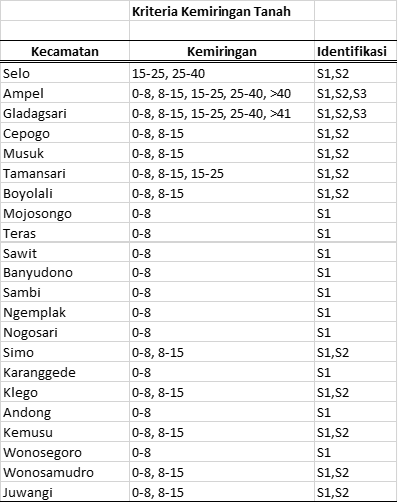 Kriteria Kemiringan Tanah
Kecamatan Kemiringan Identifikasi
Selo 15-25, 25-40 S1,S2
Ampel 0-8, 8-15, 15-25, 25-40, >40 S1,S2,S3
Gladagsari 0-8, 8-15, 15-25, 25-40, >41 S1,S2,S3
Cepogo 0-8, 8-15 S1,S2
Musuk 0-8, 8-15 S1,S2
Tamansari 0-8, 8-15, 15-25 S1,S2
Boyolali 0-8, 8-15 S1,S2
Mojosongo 0-8 S1
Teras 0-8 S1
Sawit 0-8 S1
Banyudono 0-8 S1
Sambi 0-8 S1
Ngemplak 0-8 S1
Nogosari 0-8 S1
Simo 0-8, 8-15 S1,S2
Karanggede 0-8 S1
Klego 0-8, 8-15 S1,S2
Andong 0-8 S1
Kemusu 0-8, 8-15 S1,S2
Wonosegoro 0-8 S1
Wonosamudro 0-8, 8-15 S1,S2
Juwangi 0-8, 8-15 S1,S2